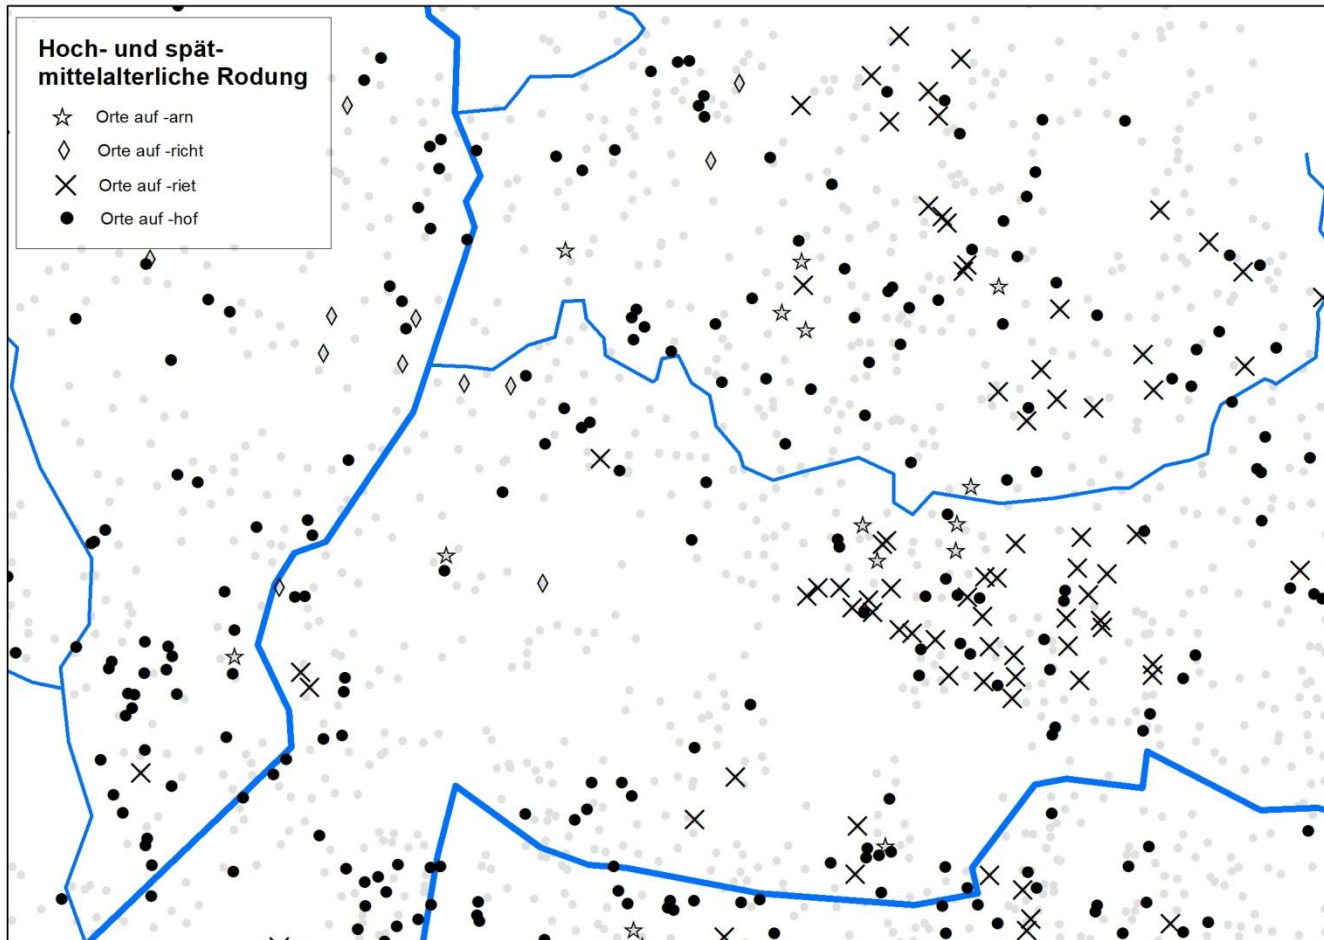 Hoch- und spät-
mittelalterliche Rodung
Orte auf -arn
Orte auf -richt
Orte auf -riet
Orte auf -hof